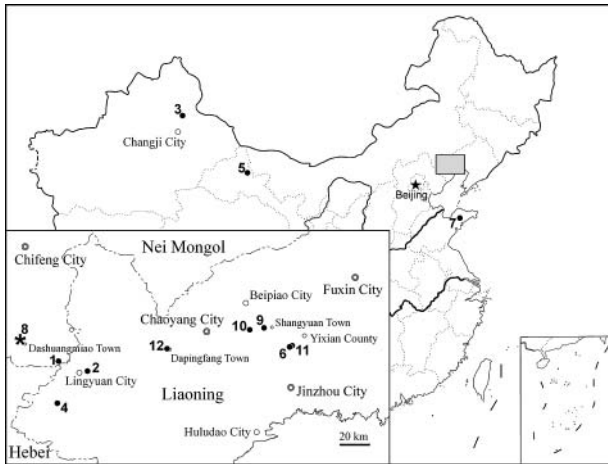 3
Changji City
5
Beijing
7
Nei Mongol
Chifeng City
Fuxin City
Beipiao City
Chaoyang City
8
10
9
Shangyuan Town
Yixian County
Dashuangmiao Town
12
6
11
1
Dapingfang Town
2
Lingyuan City
Liaoning
Jinzhou City
4
Huludao City
20 km
Hebei